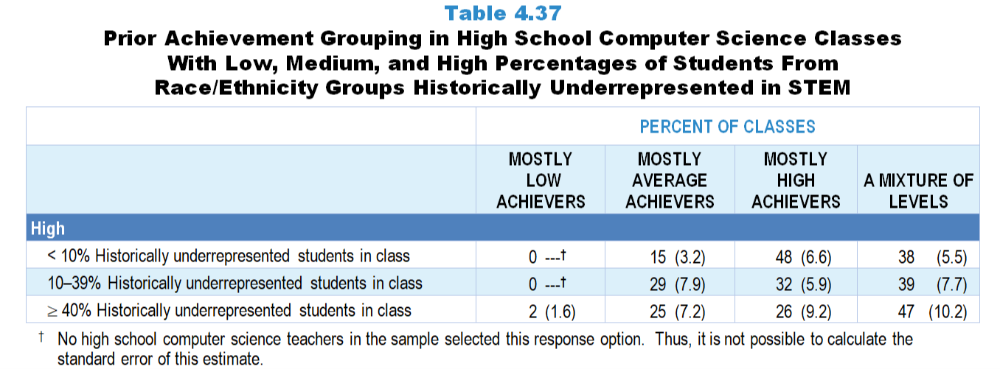 Table 4.37
Prior Achievement Grouping in High School Computer Science Classes
With Low, Medium, and High Percentages of Students From
Race/Ethnicity Groups Historically Underrepresented in STEM
PERCENT OF CLASSES
MOSTLY LOW ACHIEVERS
MOSTLY AVERAGE ACHIEVERS
MOSTLY HIGH ACHIEVERS
A MIXTURE OF LEVELS
High
< 10% Historically underrepresented students in class 0 ---† 15 (3.2) 48 (6.6) 38 (5.5)
10–39% Historically underrepresented students in class 0 ---† 29 (7.9) 32 (5.9) 39 (7.7)
≥ 40% Historically underrepresented students in class 2 (1.6) 25 (7.2) 26 (9.2) 47 (10.2)
† No high school computer science teachers in the sample selected this response option. Thus, it is not possible to calculate the
standard error of this estimate.